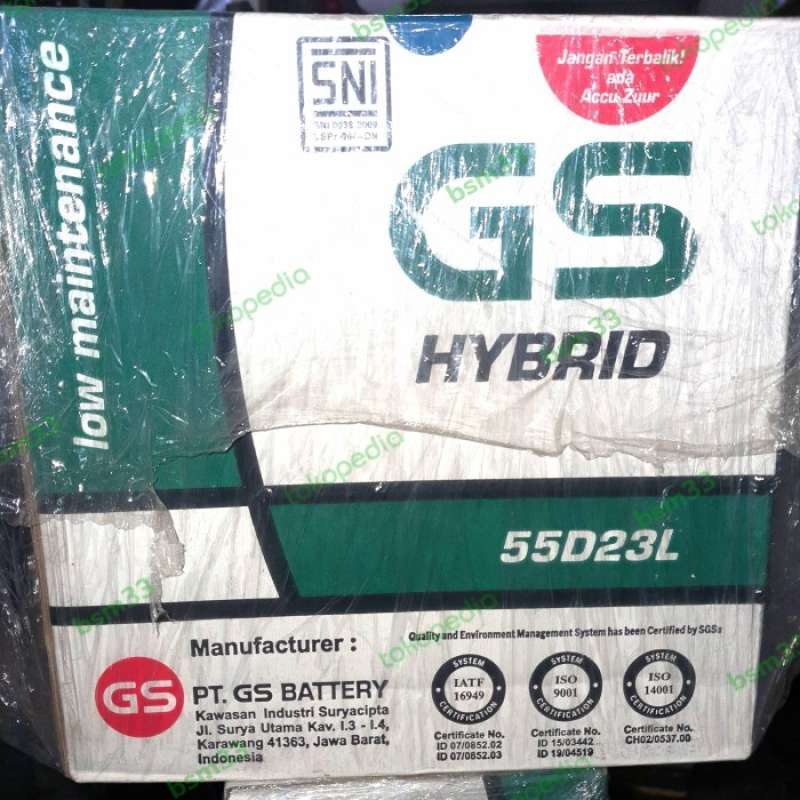 low maintenance
SNI
SNI 0038:2009
Jangan Terbalik!
ada
Accu Zuur
GS
HYBRID
55D23L
Manufacturer :
GS
PT. GS BATTERY
Kawasan Industri Suryacipta
Jl. Surya Utama Kav. I.3 - I.4,
Karawang 41363, Jawa Barat,
Indonesia
Quality and Environment Management System has been Certified by SGS:
SYSTEM
IATF
16949
CERTIFICATION
Certificate No.
ID 07/0852.02
ID 07/0852.03
SYSTEM
ISO
9001
CERTIFICATION
Certificate No.
ID 15/03442
ID 19/04519
SYSTEM
ISO
14001
CERTIFICATION
Certificate No.
CH02/0537.00
tokopedia
bsm33